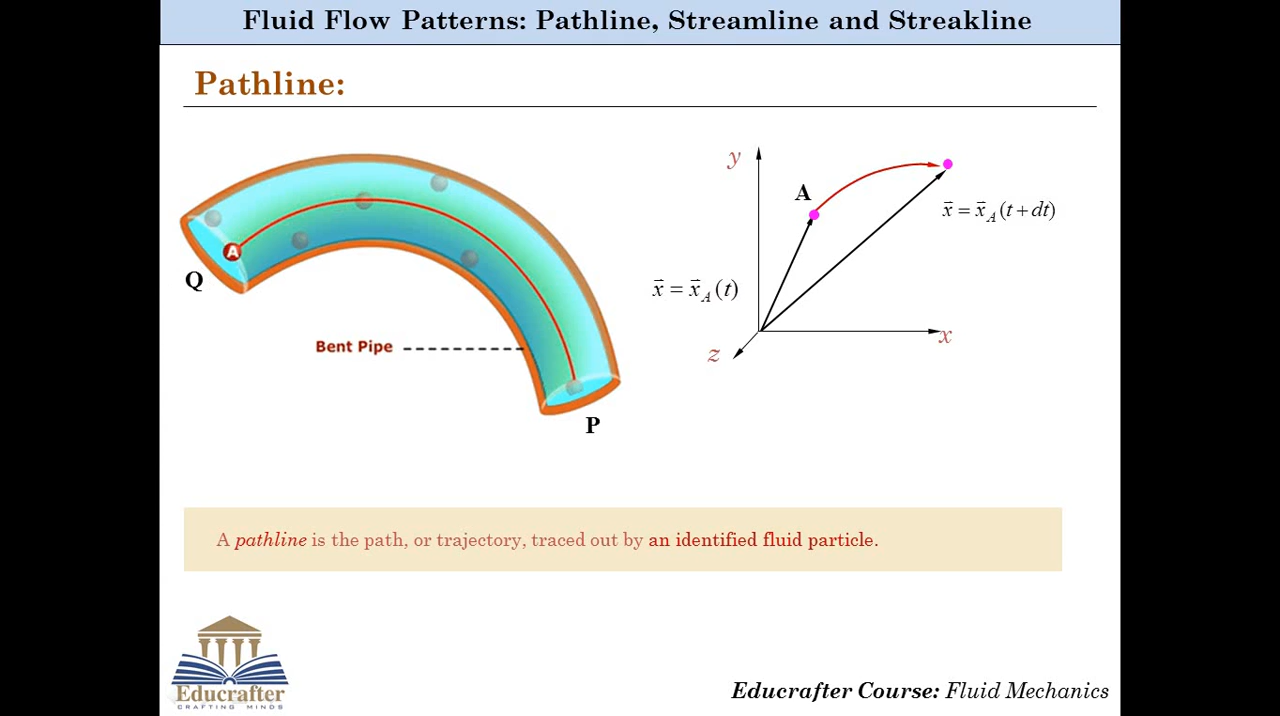 Fluid Flow Patterns: Pathline, Streamline and Streakline
Pathline:
A
Q
Bent Pipe
P
y
A
x⃗ = x⃗_A (t + dt)
x⃗ = x⃗_A (t)
x
z
A pathline is the path, or trajectory, traced out by an identified fluid particle.
Educrafter
CRAFTING MINDS
Educrafter Course: Fluid Mechanics